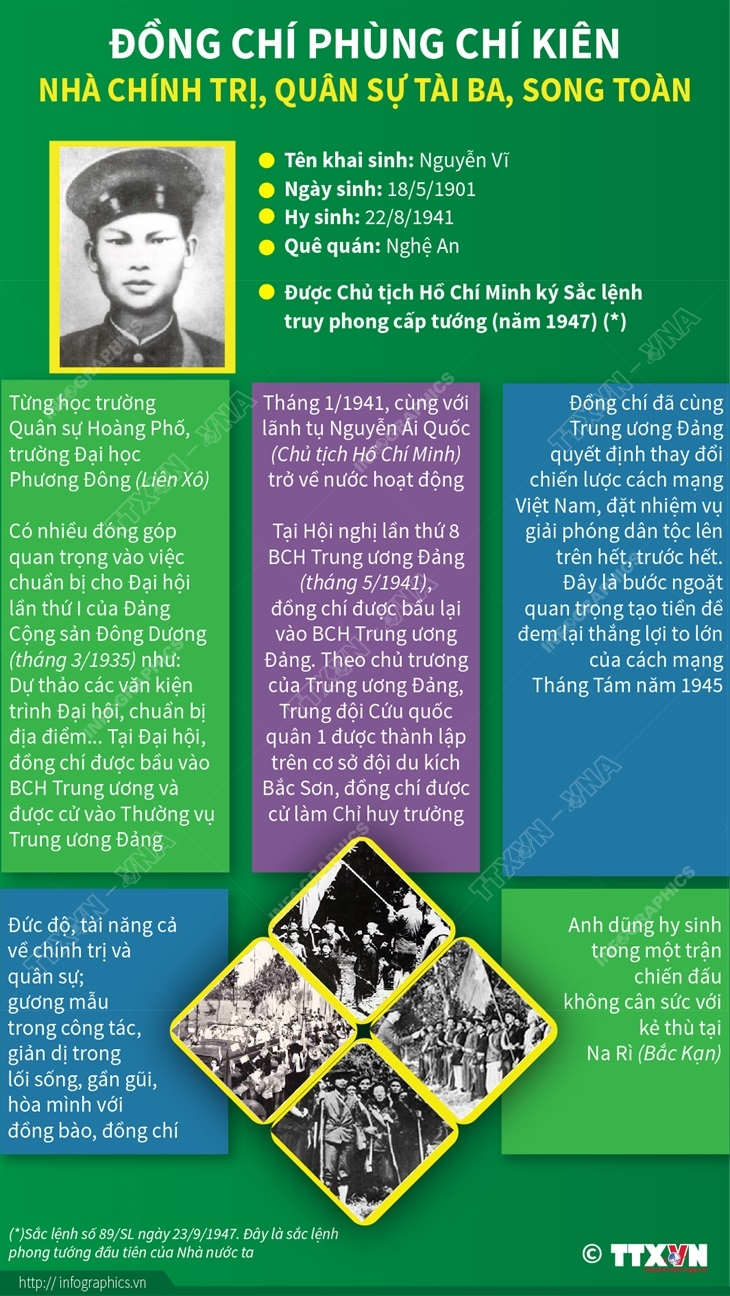 ĐỒNG CHÍ PHÙNG CHÍ KIÊN
NHÀ CHÍNH TRỊ, QUÂN SỰ TÀI BA, SONG TOÀN
Tên khai sinh: Nguyễn Vĩ
Ngày sinh: 18/5/1901
Hy sinh: 22/8/1941
Quê quán: Nghệ An
Được Chủ tịch Hồ Chí Minh ký Sắc lệnh
truy phong cấp tướng (năm 1947) (*)
Từng học trường
Quân sự Hoàng Phố,
trường Đại học
Phương Đông (Liên Xô)
Có nhiều đóng góp
quan trọng vào việc
chuẩn bị cho Đại hội
lần thứ I của Đảng
Cộng sản Đông Dương
(tháng 3/1935) như:
Dự thảo các văn kiện
trình Đại hội, chuẩn bị
địa điểm... Tại Đại hội,
đồng chí được bầu vào
BCH Trung ương và
được cử vào Thường vụ
Trung ương Đảng
Tháng 1/1941, cùng với
lãnh tụ Nguyễn Ái Quốc
(Chủ tịch Hồ Chí Minh)
trở về nước hoạt động
Tại Hội nghị lần thứ 8
BCH Trung ương Đảng
(tháng 5/1941),
đồng chí được bầu lại
vào BCH Trung ương
Đảng. Theo chủ trương
của Trung ương Đảng,
Trung đội Cứu quốc
quân 1 được thành lập
trên cơ sở đội du kích
Bắc Sơn, đồng chí được
cử làm Chỉ huy trưởng
Đồng chí đã cùng
Trung ương Đảng
quyết định thay đổi
chiến lược cách mạng
Việt Nam, đặt nhiệm vụ
giải phóng dân tộc lên
trên hết, trước hết.
Đây là bước ngoặt
quan trọng tạo tiền đề
đem lại thắng lợi to lớn
của cách mạng
Tháng Tám năm 1945
Đức độ, tài năng cả
về chính trị và
quân sự;
gương mẫu
trong công tác,
giản dị trong
lối sống, gần gũi,
hòa mình với
đồng bào, đồng chí
Anh dũng hy sinh
trong một trận
chiến đấu
không cân sức với
kẻ thù tại
Na Rì (Bắc Kạn)
(*)Sắc lệnh số 89/SL ngày 23/9/1947. Đây là sắc lệnh
phong tướng đầu tiên của Nhà nước ta
© TTXVN
http:// infographics.vn